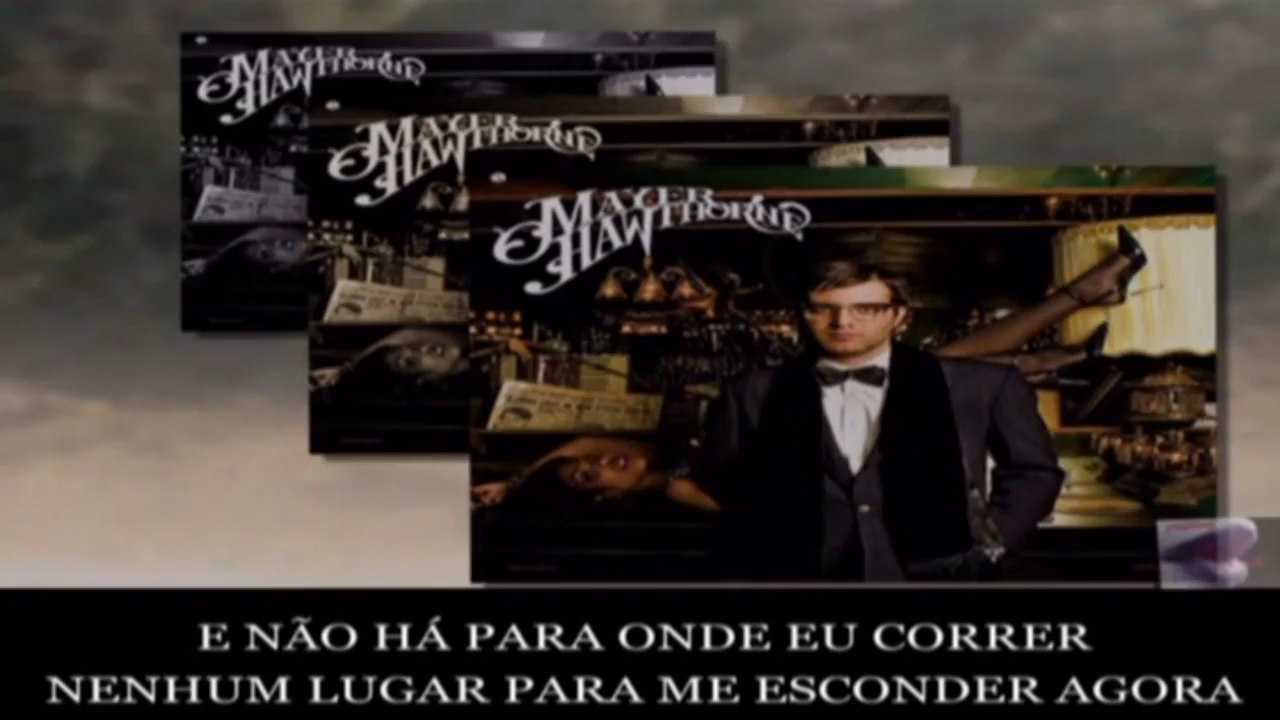 MAYER
HAWTHORNE
MAYER
HAWTHORNE
MAYER
HAWTHORNE
E NÃO HÁ PARA ONDE EU CORRER
NENHUM LUGAR PARA ME ESCONDER AGORA